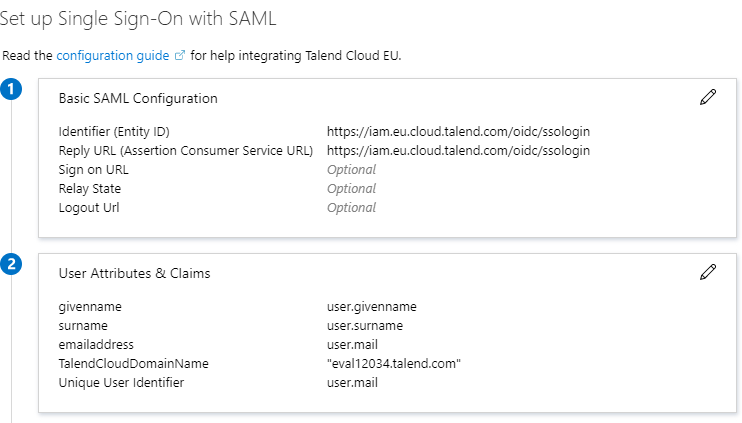 Set up Single Sign-On with SAML
Read the configuration guide for help integrating Talend Cloud EU.
1
Basic SAML Configuration
Identifier (Entity ID) https://iam.eu.cloud.talend.com/oidc/ssologin
Reply URL (Assertion Consumer Service URL) https://iam.eu.cloud.talend.com/oidc/ssologin
Sign on URL Optional
Relay State Optional
Logout Url Optional
2
User Attributes & Claims
givenname user.givenname
surname user.surname
emailaddress user.mail
TalendCloudDomainName "eval12034.talend.com"
Unique User Identifier user.mail